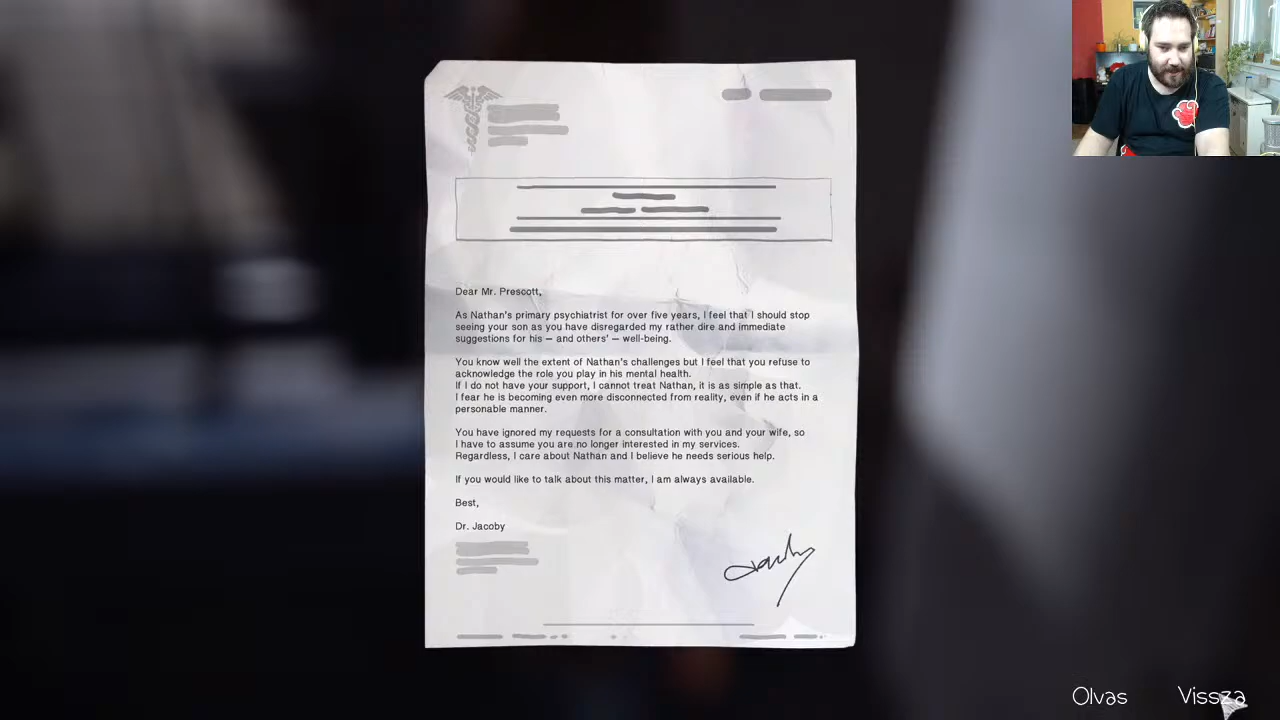 Dear Mr. Prescott,
As Nathan's primary psychiatrist for over five years, I feel that I should stop
seeing your son as you have disregarded my rather dire and immediate
suggestions for his — and others' — well-being.
You know well the extent of Nathan's challenges but I feel that you refuse to
acknowledge the role you play in his mental health.
If I do not have your support, I cannot treat Nathan, it is as simple as that.
I fear he is becoming even more disconnected from reality, even if he acts in a
personable manner.
You have ignored my requests for a consultation with you and your wife, so
I have to assume you are no longer interested in my services.
Regardless, I care about Nathan and I believe he needs serious help.
If you would like to talk about this matter, I am always available.
Best,
Dr. Jacoby
Olvas Vissza